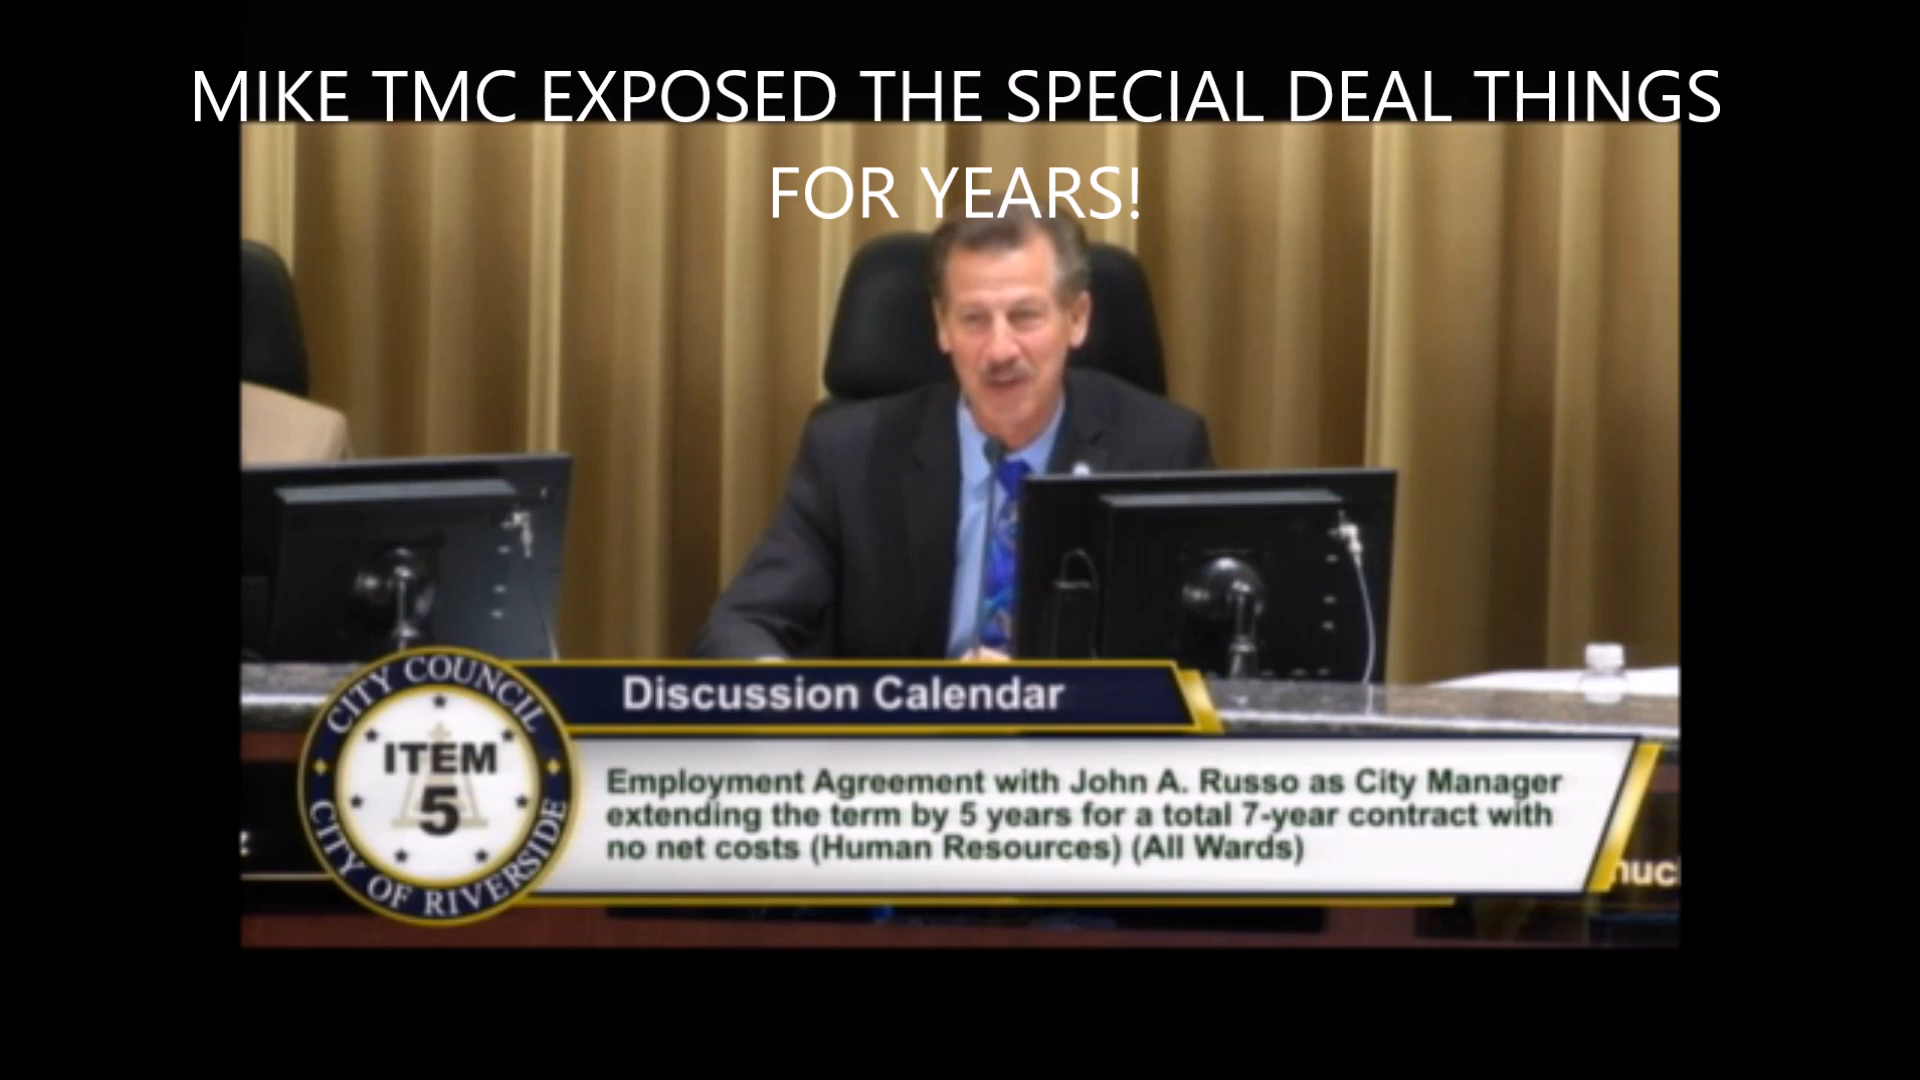 MIKE TMC EXPOSED THE SPECIAL DEAL THINGS
FOR YEARS!
Discussion Calendar
CITY COUNCIL
ITEM
5
CITY OF RIVERSIDE
Employment Agreement with John A. Russo as City Manager
extending the term by 5 years for a total 7-year contract with
no net costs (Human Resources) (All Wards)